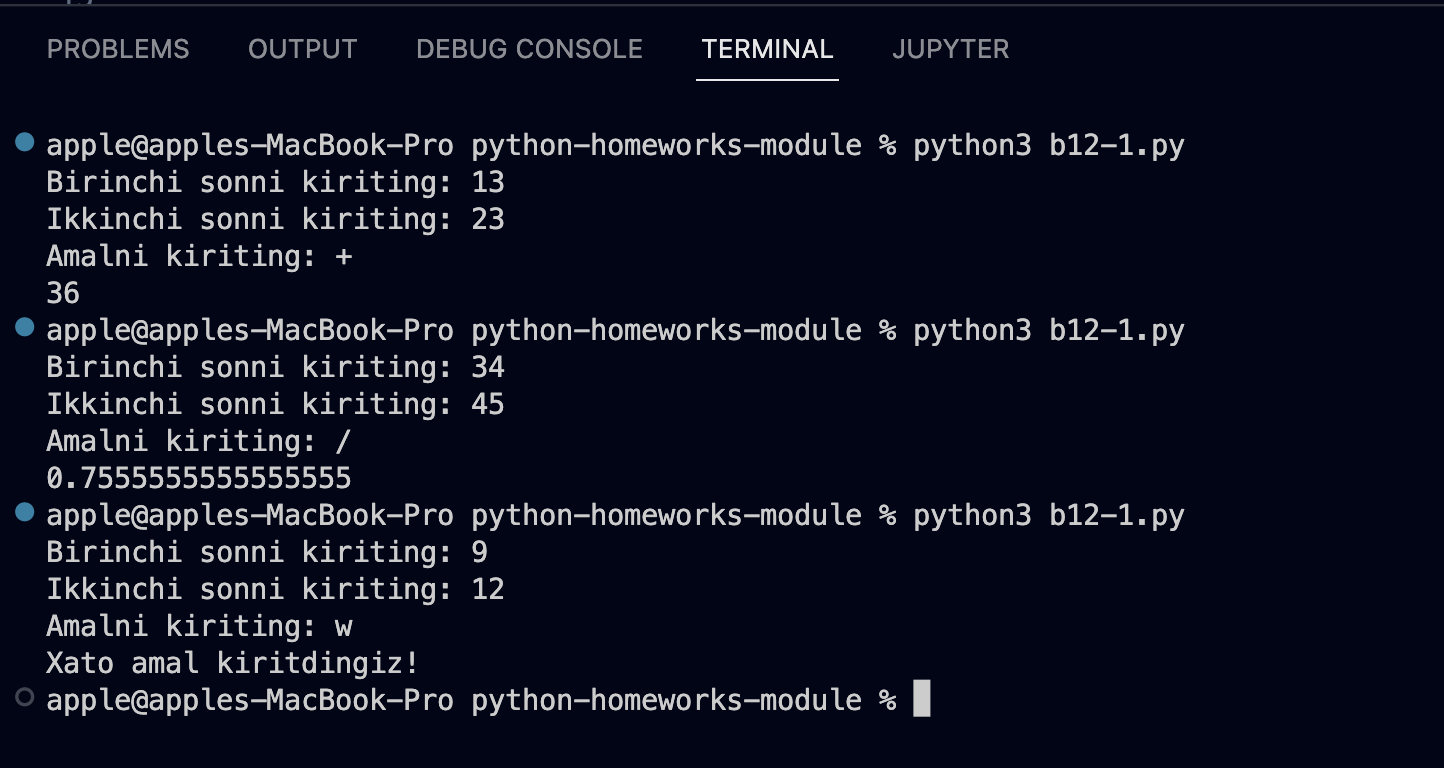 PROBLEMS OUTPUT DEBUG CONSOLE TERMINAL JUPYTER
apple@apples-MacBook-Pro python-homeworks-module % python3 b12-1.py
Birinchi sonni kiriting: 13
Ikkinchi sonni kiriting: 23
Amalni kiriting: +
36
apple@apples-MacBook-Pro python-homeworks-module % python3 b12-1.py
Birinchi sonni kiriting: 34
Ikkinchi sonni kiriting: 45
Amalni kiriting: /
0.7555555555555555
apple@apples-MacBook-Pro python-homeworks-module % python3 b12-1.py
Birinchi sonni kiriting: 9
Ikkinchi sonni kiriting: 12
Amalni kiriting: w
Xato amal kiritdingiz!
apple@apples-MacBook-Pro python-homeworks-module %